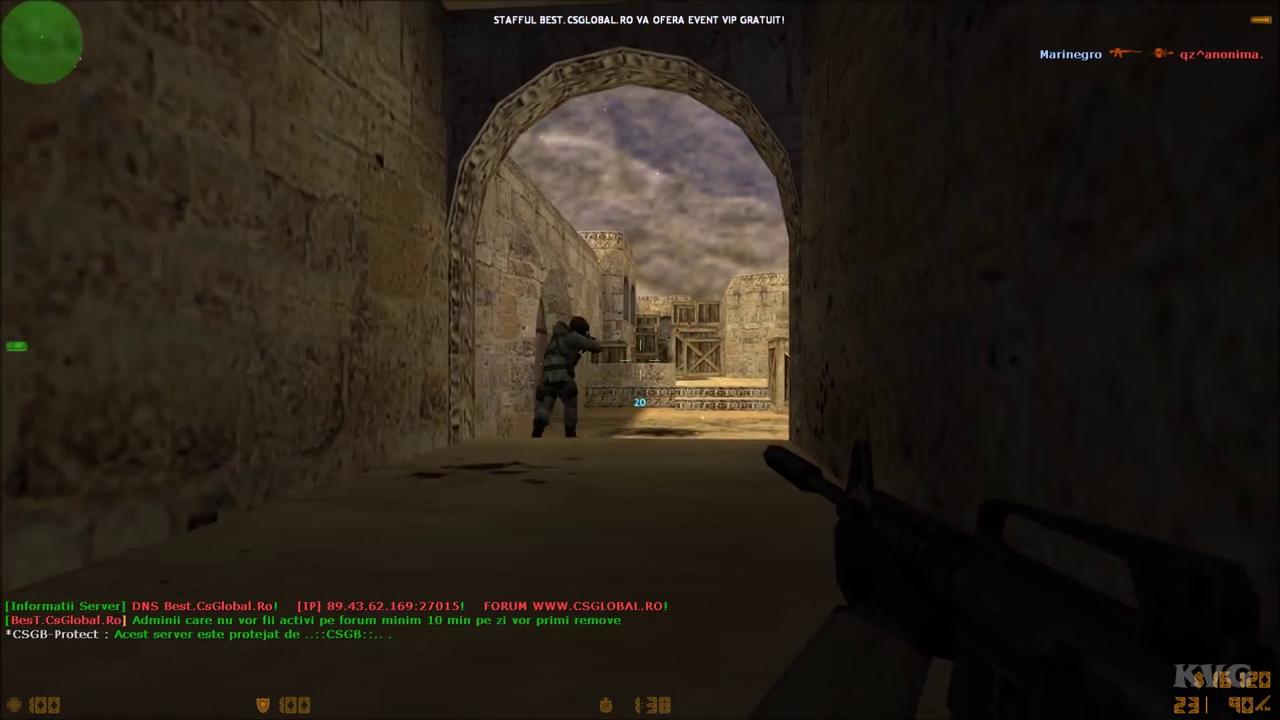 STAFFUL BEST.CSGLOBAL.RO VA OFERA EVENT VIP GRATUIT!
Marinegro qz^anonima.
20
[Informatii Server] DNS Best.CsGlobal.Ro! [IP] 89.43.62.169:27015! FORUM WWW.CSGLOBAL.RO!
[BesT.CsGlobal.Ro] Adminii care nu vor fii activi pe forum minim 10 min pe zi vor primi remove
*CSGB-Protect : Acest server este protejat de ..::CSGB::.. .
KVG
100 100 1:38 23| 90